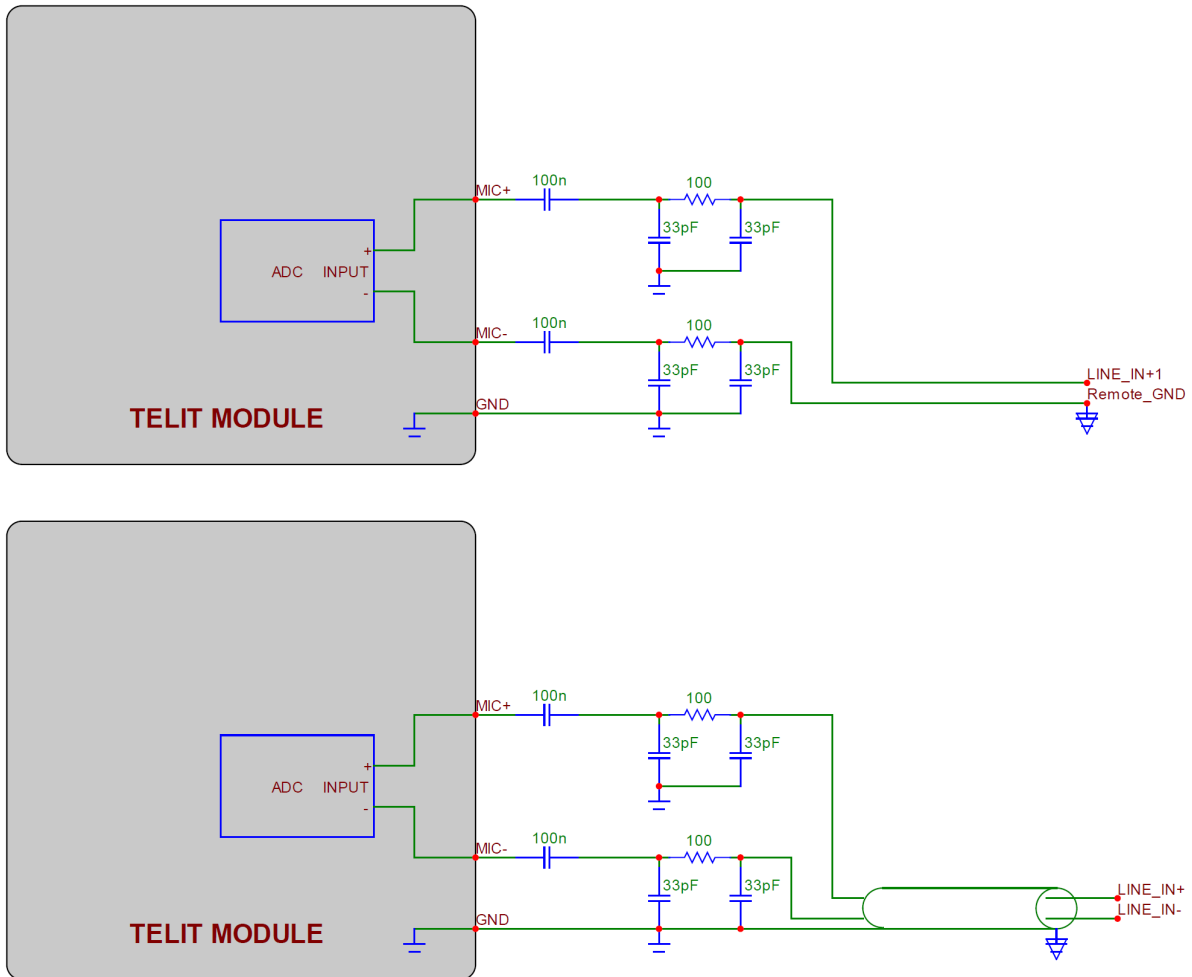 100n
MIC+
100
33pF
33pF
+
ADC INPUT
-
100n
MIC-
100
33pF
33pF
LINE_IN+1
Remote_GND
GND
TELIT MODULE
100n
MIC+
100
33pF
33pF
+
ADC INPUT
-
100n
MIC-
100
33pF
33pF
LINE_IN+
LINE_IN-
GND
TELIT MODULE